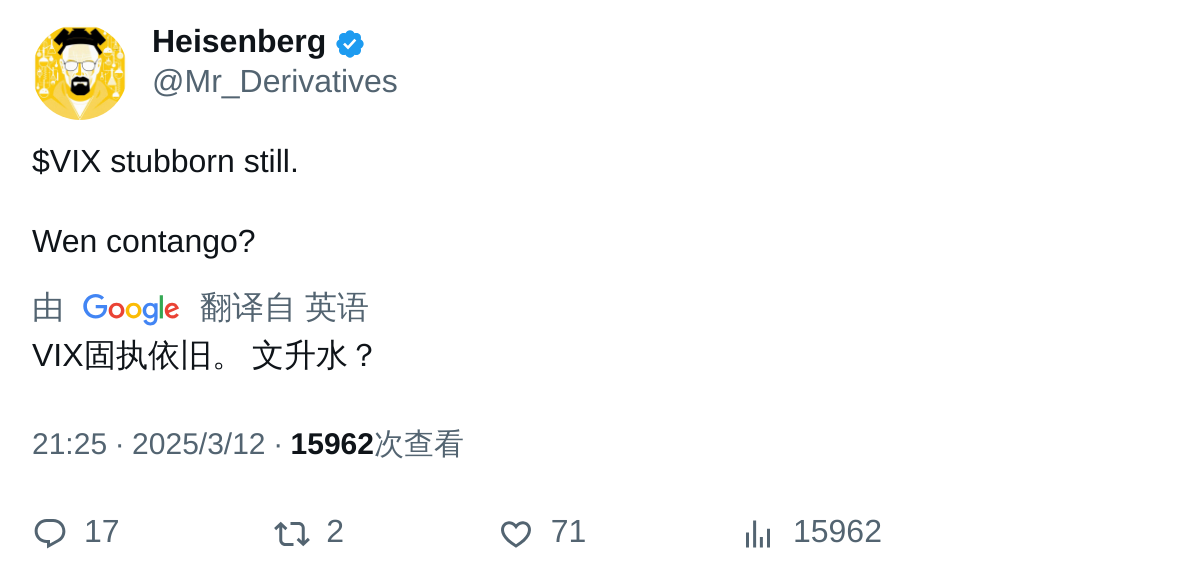 Heisenberg
@Mr_Derivatives
$VIX stubborn still.
Wen contango?
由 Google 翻译自 英语
VIX固执依旧。 文升水？
21:25 · 2025/3/12 · 15962次查看
17 2 71 15962